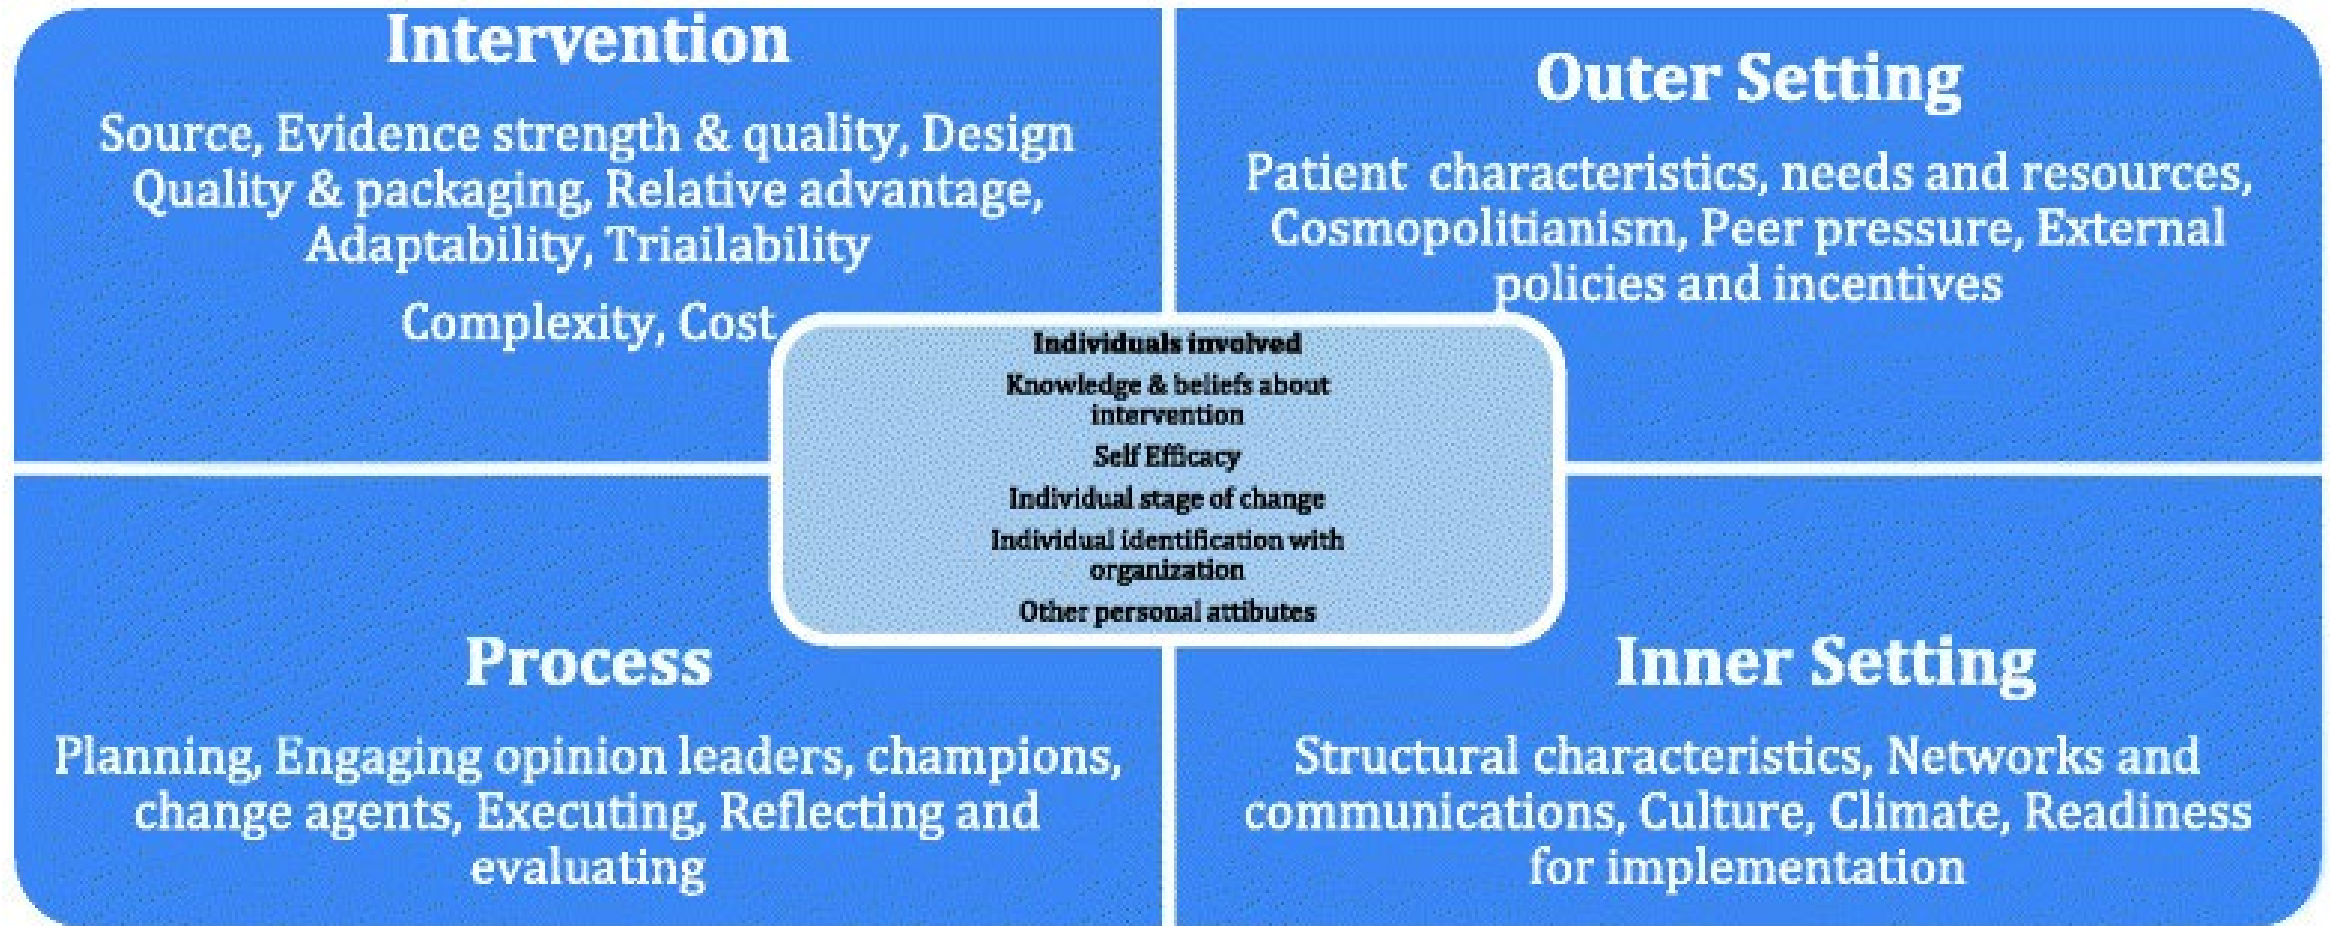 Intervention
Source, Evidence strength & quality, Design
Quality & packaging, Relative advantage,
Adaptability, Triailability
Complexity, Cost
Outer Setting
Patient characteristics, needs and resources,
Cosmopolitianism, Peer pressure, External
policies and incentives
Individuals involved
Knowledge & beliefs about
intervention
Self Efficacy
Individual stage of change
Individual identification with
organization
Other personal attibutes
Process
Planning, Engaging opinion leaders, champions,
change agents, Executing, Reflecting and
evaluating
Inner Setting
Structural characteristics, Networks and
communications, Culture, Climate, Readiness
for implementation